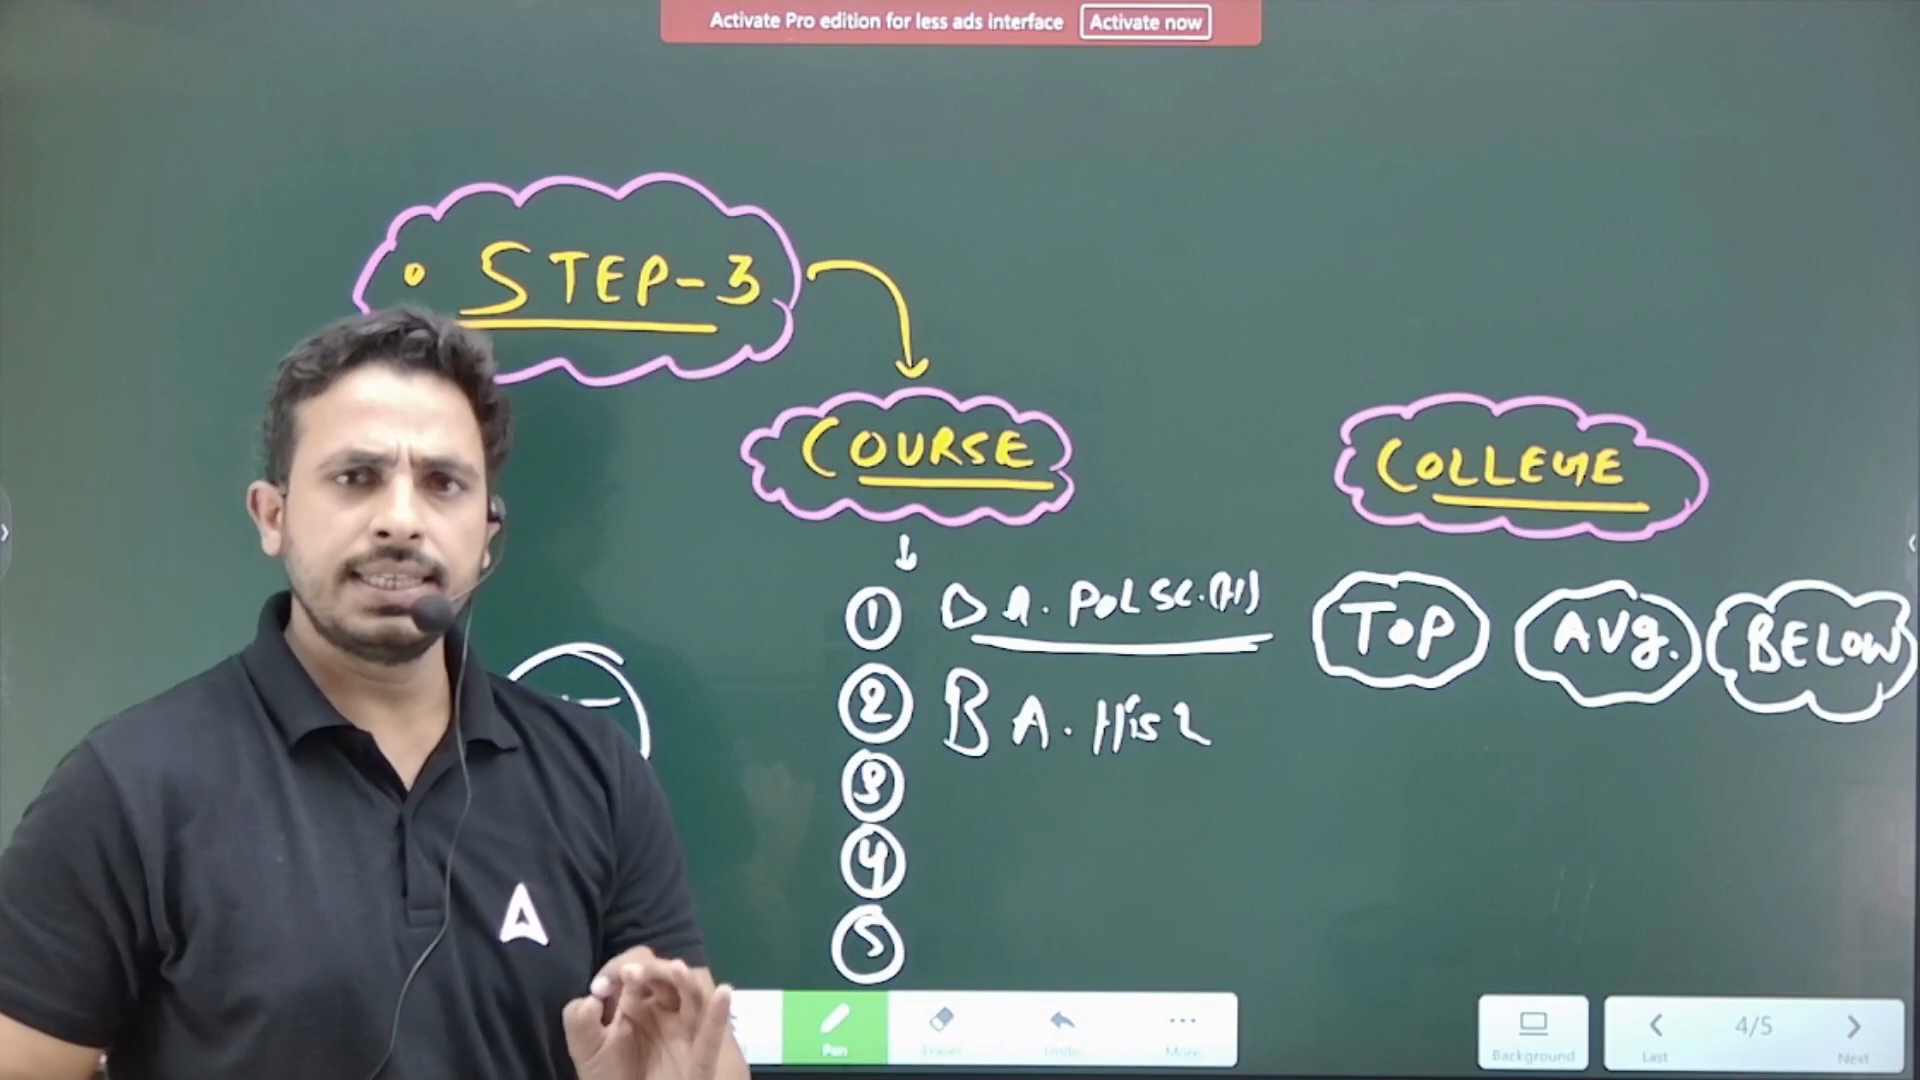 Activate Pro edition for less ads interface Activate now
STEP-3
COURSE
COLLEGE
① B A. POL SC. (H)
② B A. His
③
④
⑤
TOP AVG. BELOW
Pen Eraser Undo More
Background
Last 4/5 Next